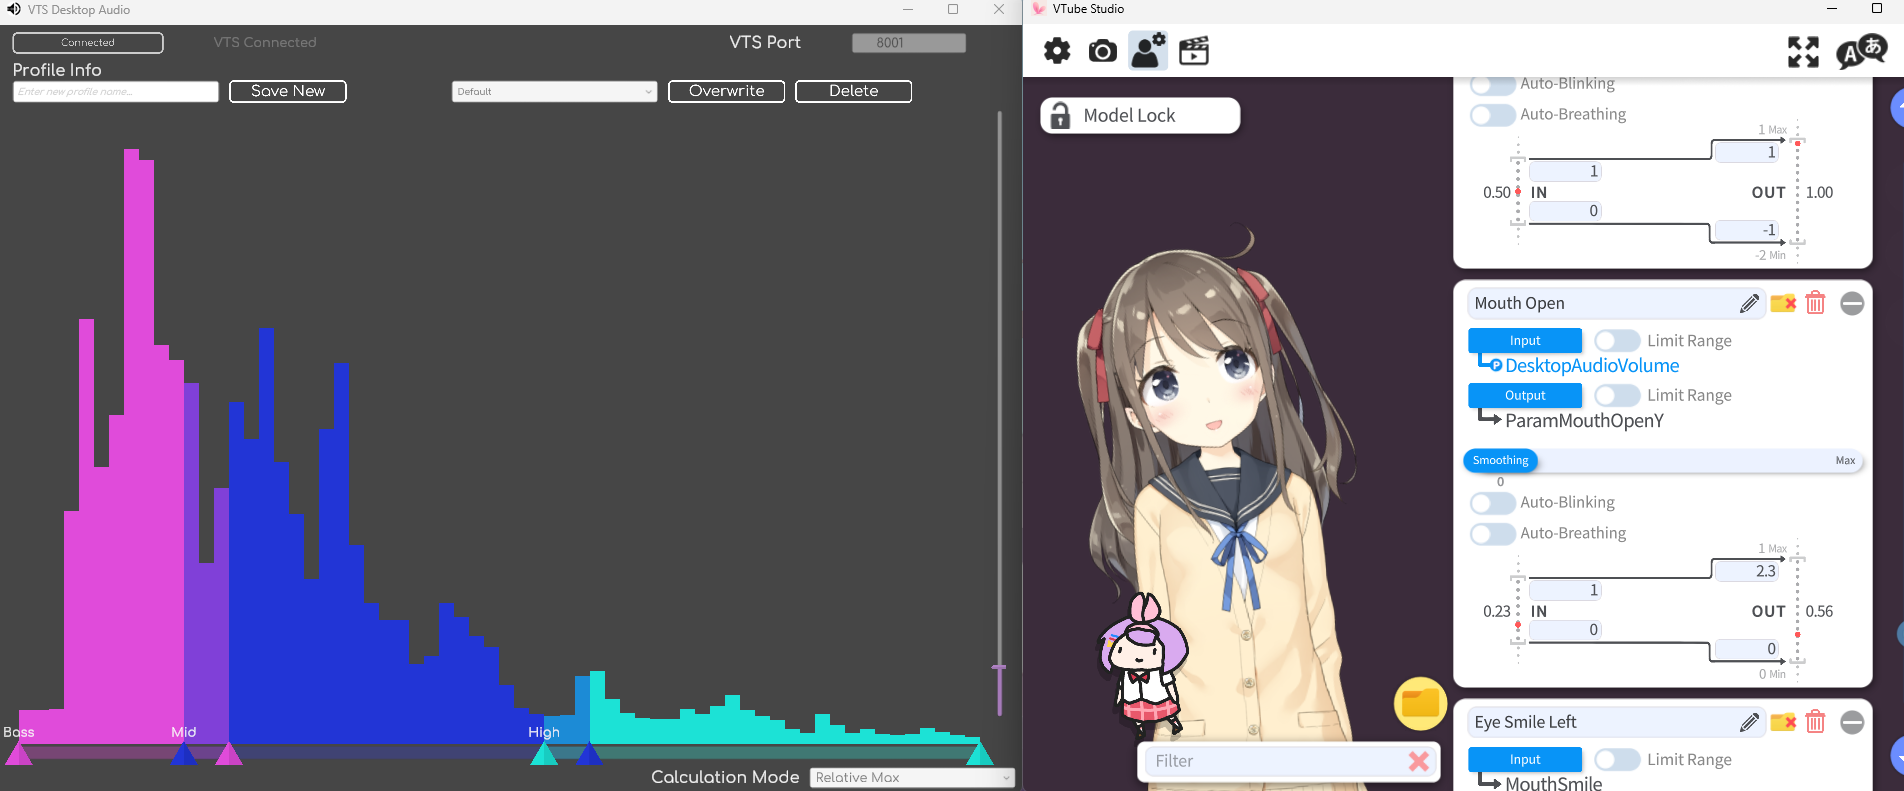 VTS Desktop Audio
Connected
VTS Connected
VTS Port
8001
Profile Info
Enter new profile name...
Save New
Default
Overwrite
Delete
Bass
Mid
High
Calculation Mode
Relative Max
VTube Studio
A あ
Model Lock
Auto-Blinking
Auto-Breathing
1 Max
1
1
0.50
IN
OUT
1.00
0
-1
-2 Min
Mouth Open
Input
Limit Range
P DesktopAudioVolume
Output
Limit Range
ParamMouthOpenY
Smoothing
Max
0
Auto-Blinking
Auto-Breathing
1 Max
2.3
1
0.23
IN
OUT
0.56
0
0
0 Min
Eye Smile Left
Input
Limit Range
MouthSmile
Filter